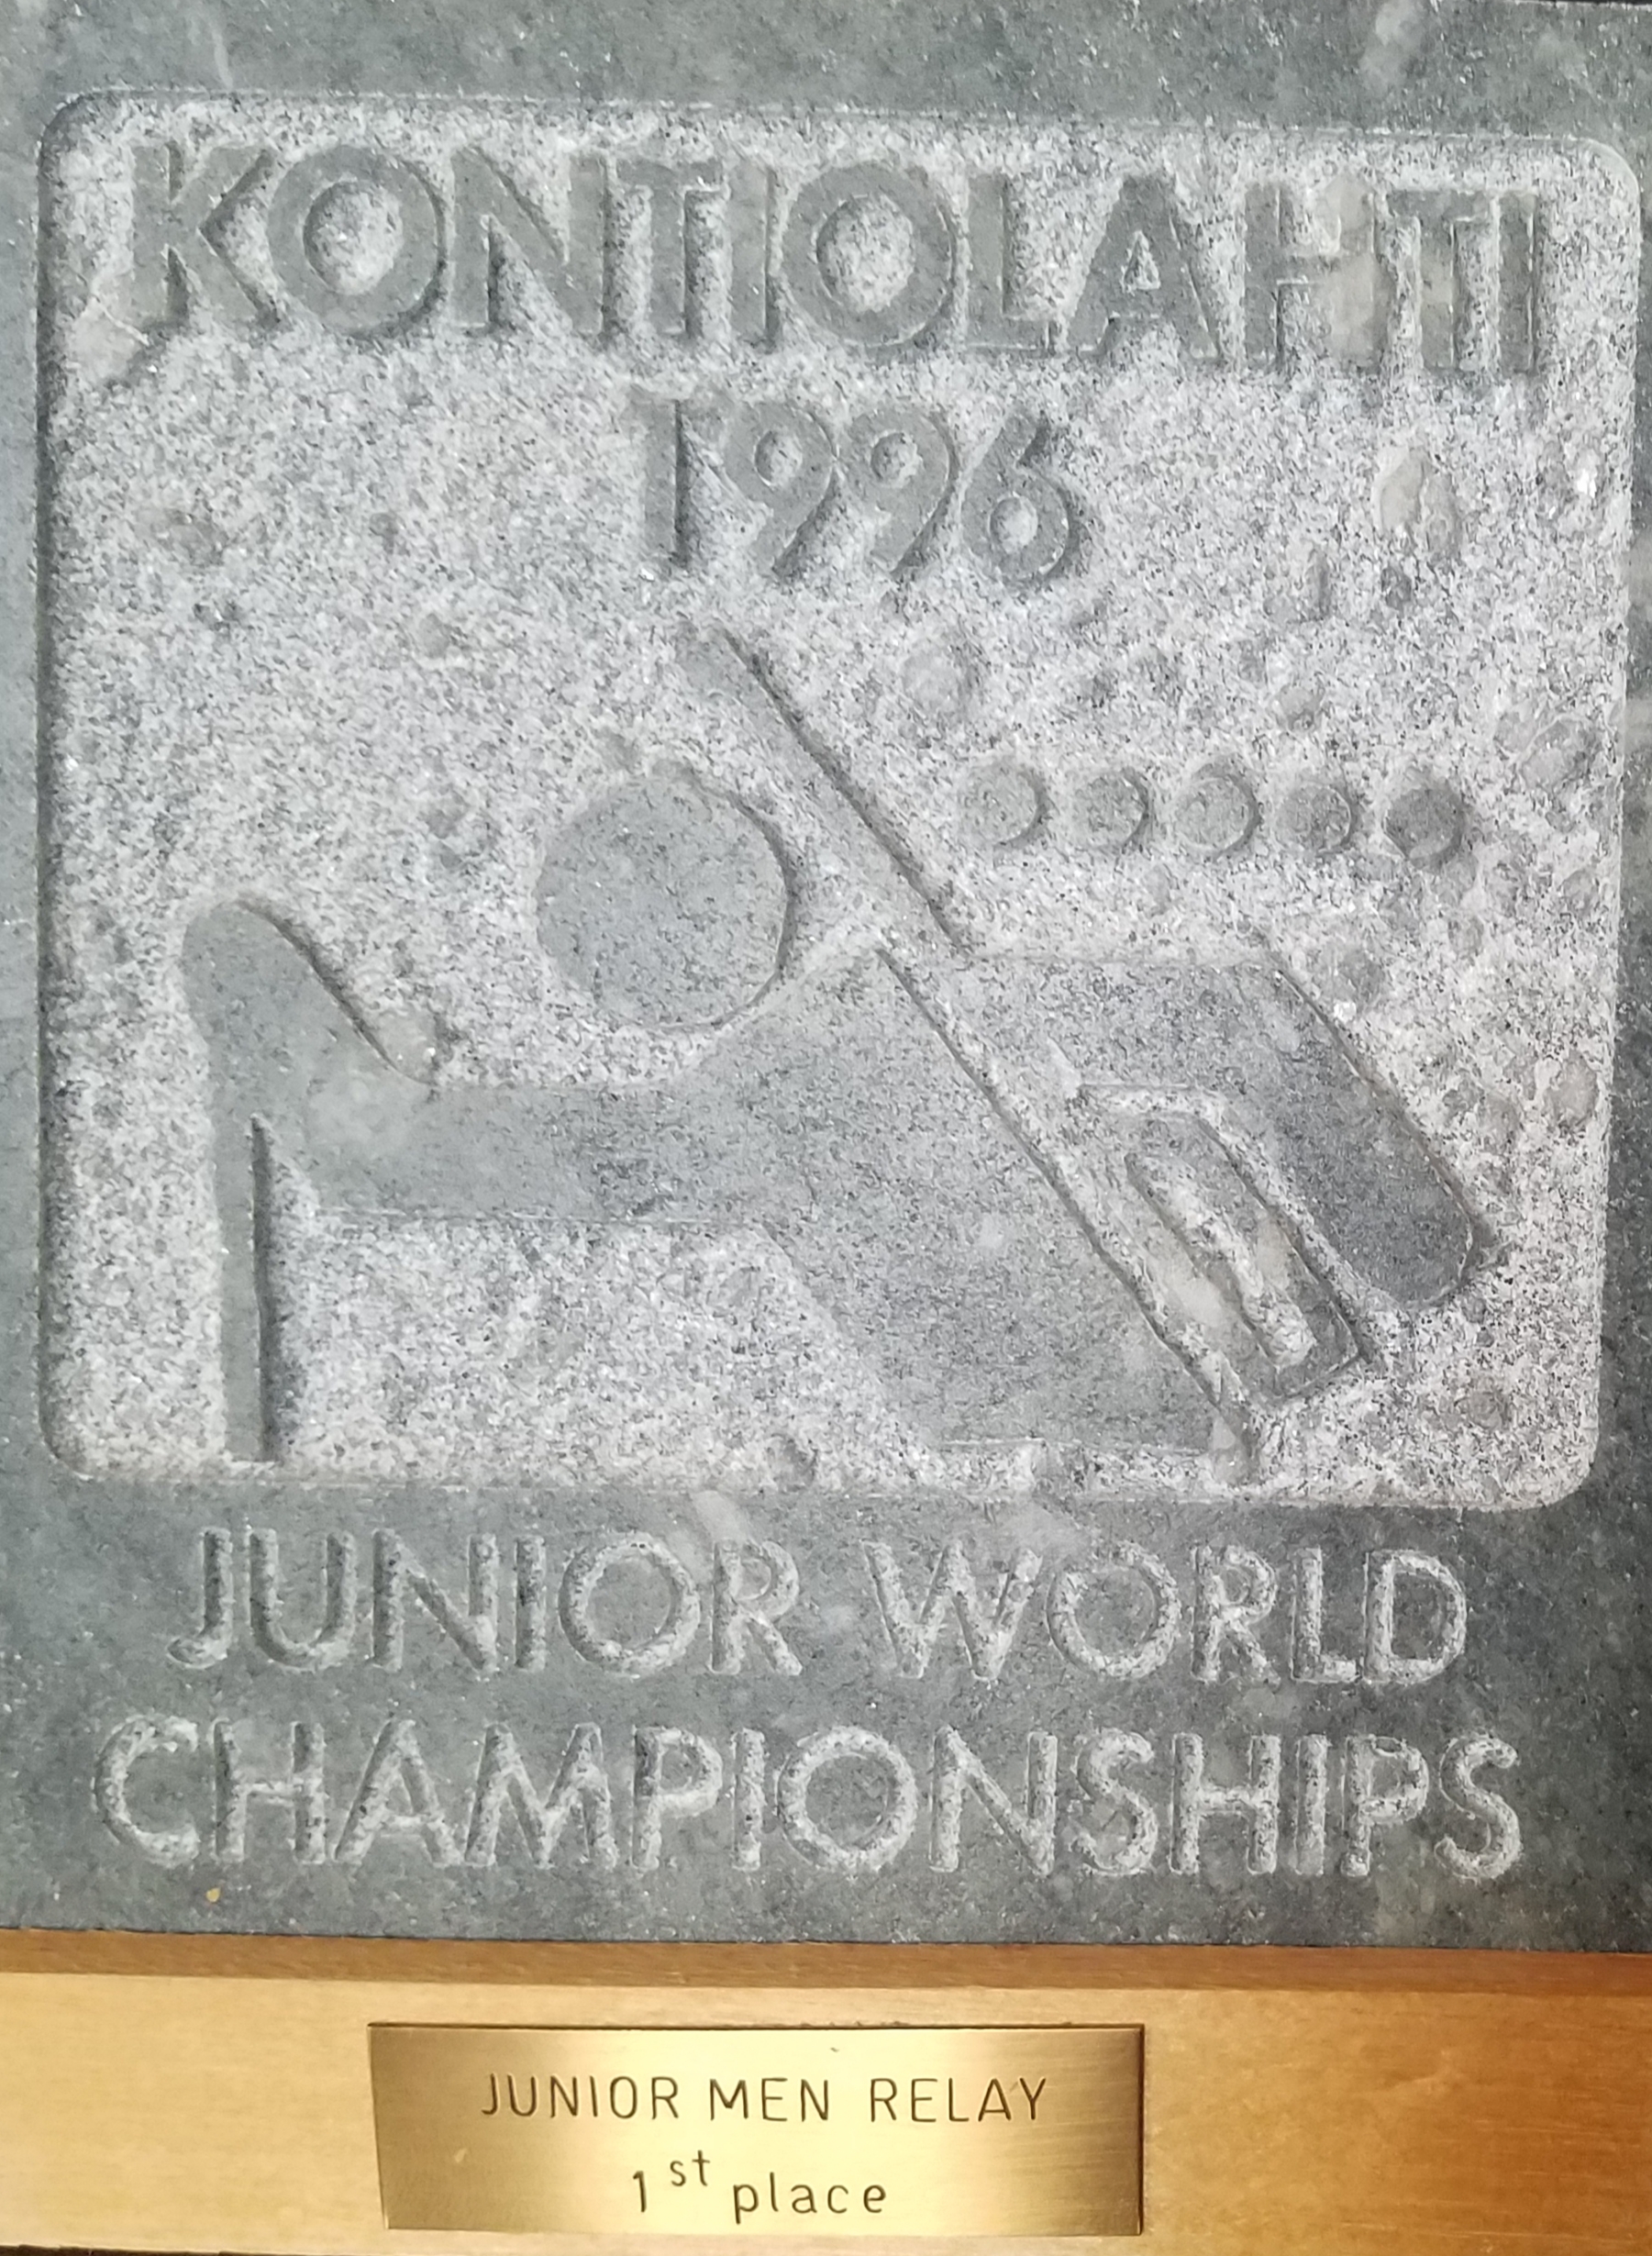 KONTIOLAHTI
1996
JUNIOR WORLD
CHAMPIONSHIPS
JUNIOR MEN RELAY
1st place